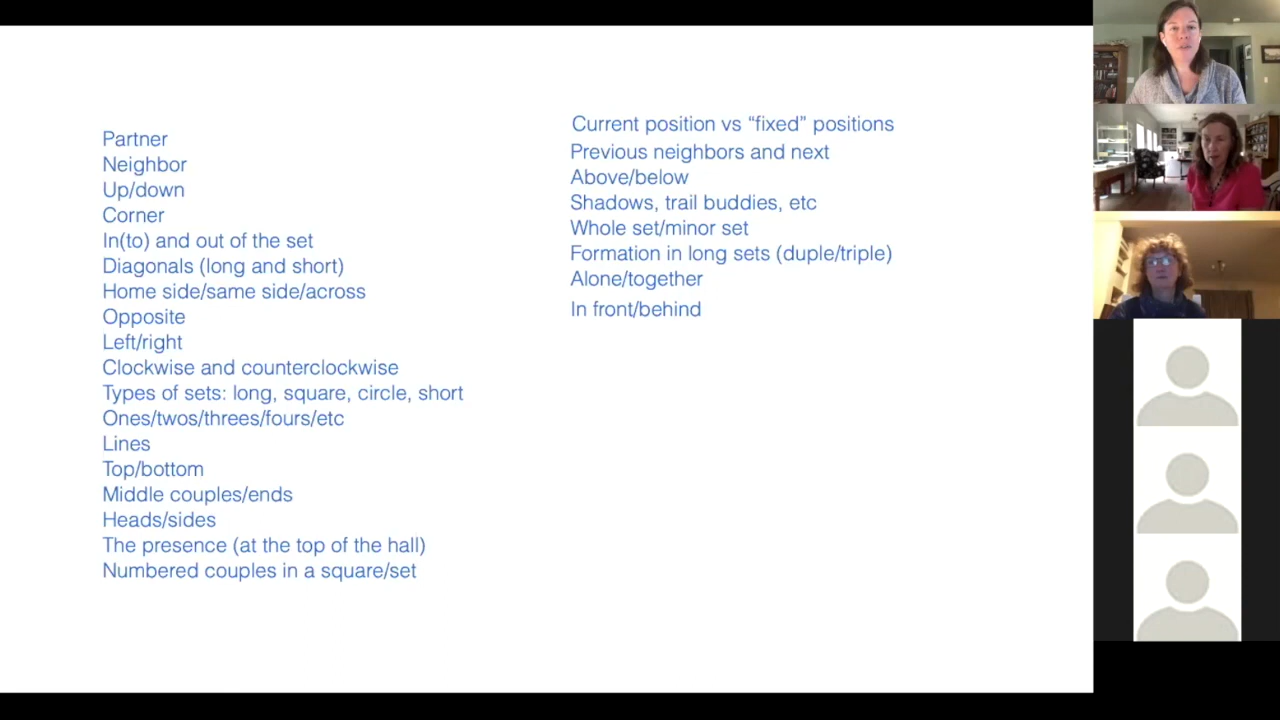 Partner
Neighbor
Up/down
Corner
In(to) and out of the set
Diagonals (long and short)
Home side/same side/across
Opposite
Left/right
Clockwise and counterclockwise
Types of sets: long, square, circle, short
Ones/twos/threes/fours/etc
Lines
Top/bottom
Middle couples/ends
Heads/sides
The presence (at the top of the hall)
Numbered couples in a square/set
Current position vs “fixed” positions
Previous neighbors and next
Above/below
Shadows, trail buddies, etc
Whole set/minor set
Formation in long sets (duple/triple)
Alone/together
In front/behind